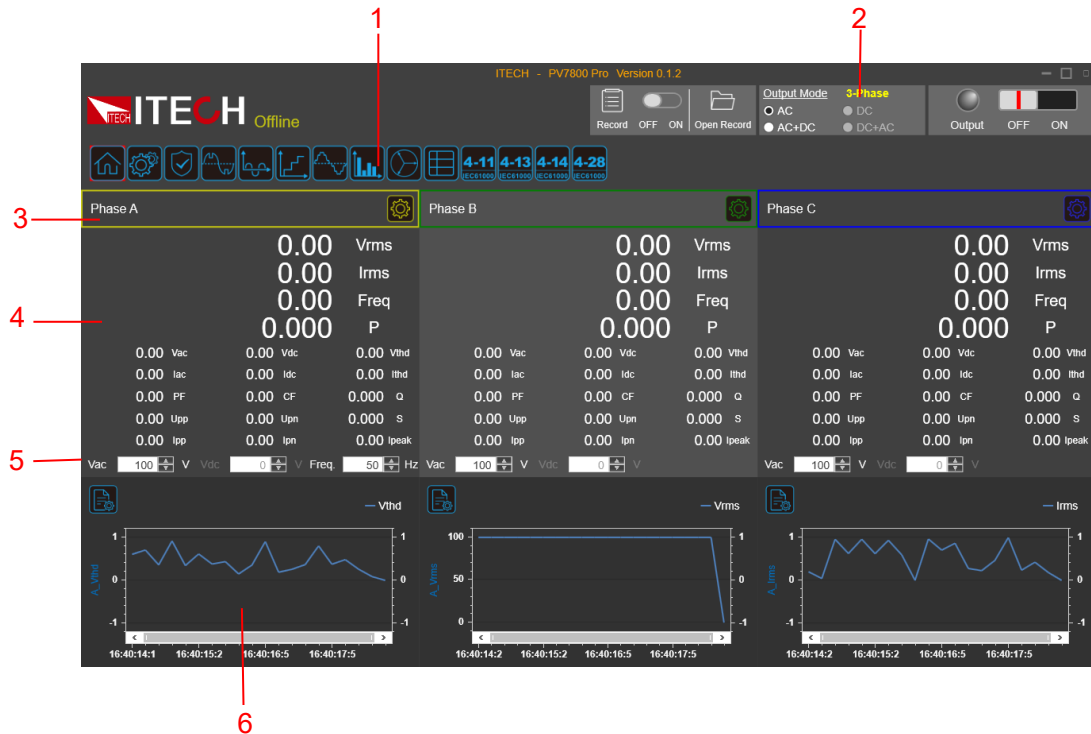 1 2
ITECH - PV7800 Pro Version 0.1.2
ITECH ITECH Offline
Record OFF ON Open Record
Output Mode 3-Phase
AC DC
AC+DC DC+AC
Output OFF ON
4-11 4-13 4-14 4-28
IEC61000 IEC61000 IEC61000 IEC61000
3 Phase A Phase B Phase C
0.00 Vrms 0.00 Vrms 0.00 Vrms
0.00 Irms 0.00 Irms 0.00 Irms
0.00 Freq 0.00 Freq 0.00 Freq
4 0.000 P 0.000 P 0.000 P
0.00 Vac 0.00 Vdc 0.00 Vthd 0.00 Vac 0.00 Vdc 0.00 Vthd 0.00 Vac 0.00 Vdc 0.00 Vthd
0.00 Iac 0.00 Idc 0.00 Ithd 0.00 Iac 0.00 Idc 0.00 Ithd 0.00 Iac 0.00 Idc 0.00 Ithd
0.00 PF 0.00 CF 0.000 Q 0.00 PF 0.00 CF 0.000 Q 0.00 PF 0.00 CF 0.000 Q
0.00 Upp 0.00 Upn 0.000 S 0.00 Upp 0.00 Upn 0.000 S 0.00 Upp 0.00 Upn 0.000 S
0.00 Ipp 0.00 Ipn 0.00 Ipeak 0.00 Ipp 0.00 Ipn 0.00 Ipeak 0.00 Ipp 0.00 Ipn 0.00 Ipeak
5 Vac 100 V Vdc 0 V Freq. 50 Hz Vac 100 V Vdc 0 V Vac 100 V Vdc 0 V
Vthd Vrms Irms
1 1 100 1 1 1
A_Vthd A_Vrms A_Irms
0 0 50 0 0 0
-1 -1 0 -1 -1 -1
16:40:14:1 16:40:15:2 16:40:16:5 16:40:17:5 16:40:14:2 16:40:15:2 16:40:16:5 16:40:17:5 16:40:14:2 16:40:15:2 16:40:16:5 16:40:17:5
6